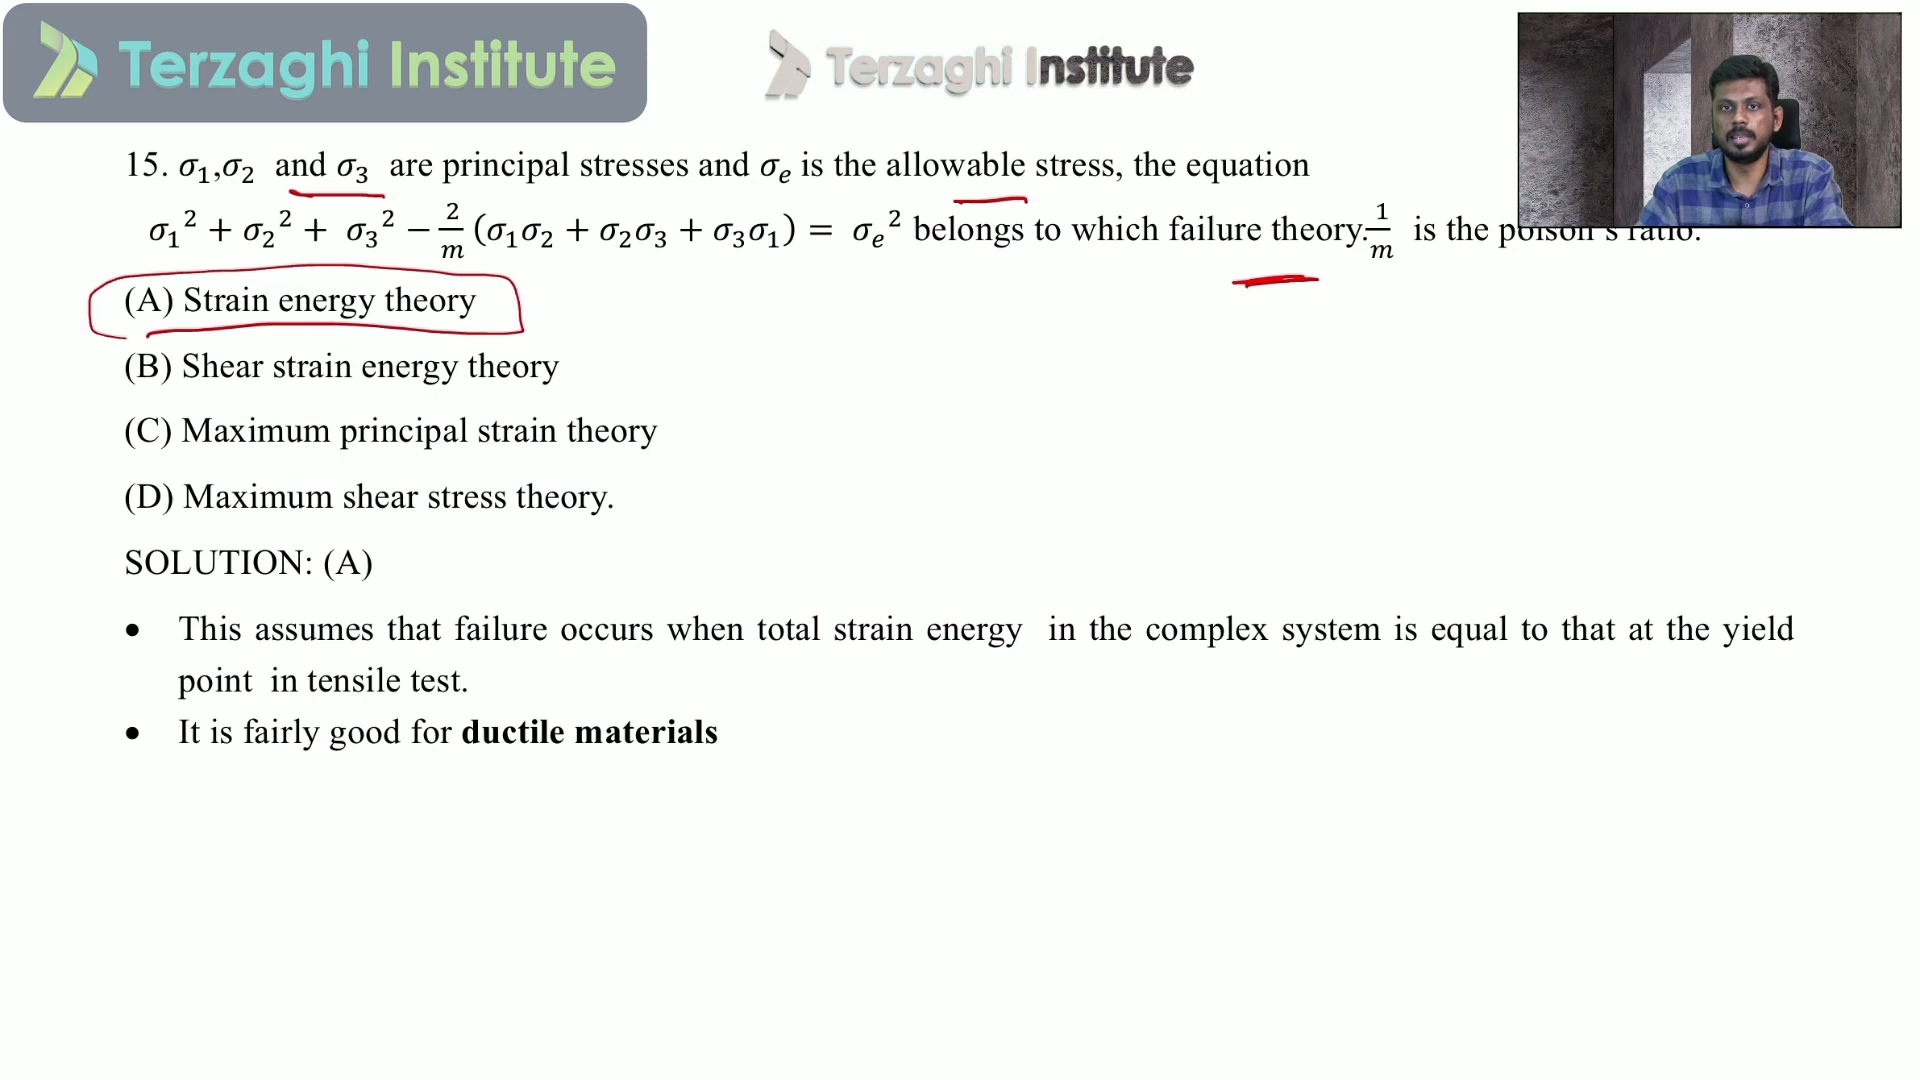 Terzaghi Institute
Terzaghi Institute
15. σ₁,σ₂ and σ₃ are principal stresses and σₑ is the allowable stress, the equation
σ₁² + σ₂² + σ₃² − 2/m (σ₁σ₂ + σ₂σ₃ + σ₃σ₁) = σₑ² belongs to which failure theory. 1/m is the poison's ratio.
(A) Strain energy theory
(B) Shear strain energy theory
(C) Maximum principal strain theory
(D) Maximum shear stress theory.
SOLUTION: (A)
• This assumes that failure occurs when total strain energy in the complex system is equal to that at the yield
point in tensile test.
• It is fairly good for ductile materials